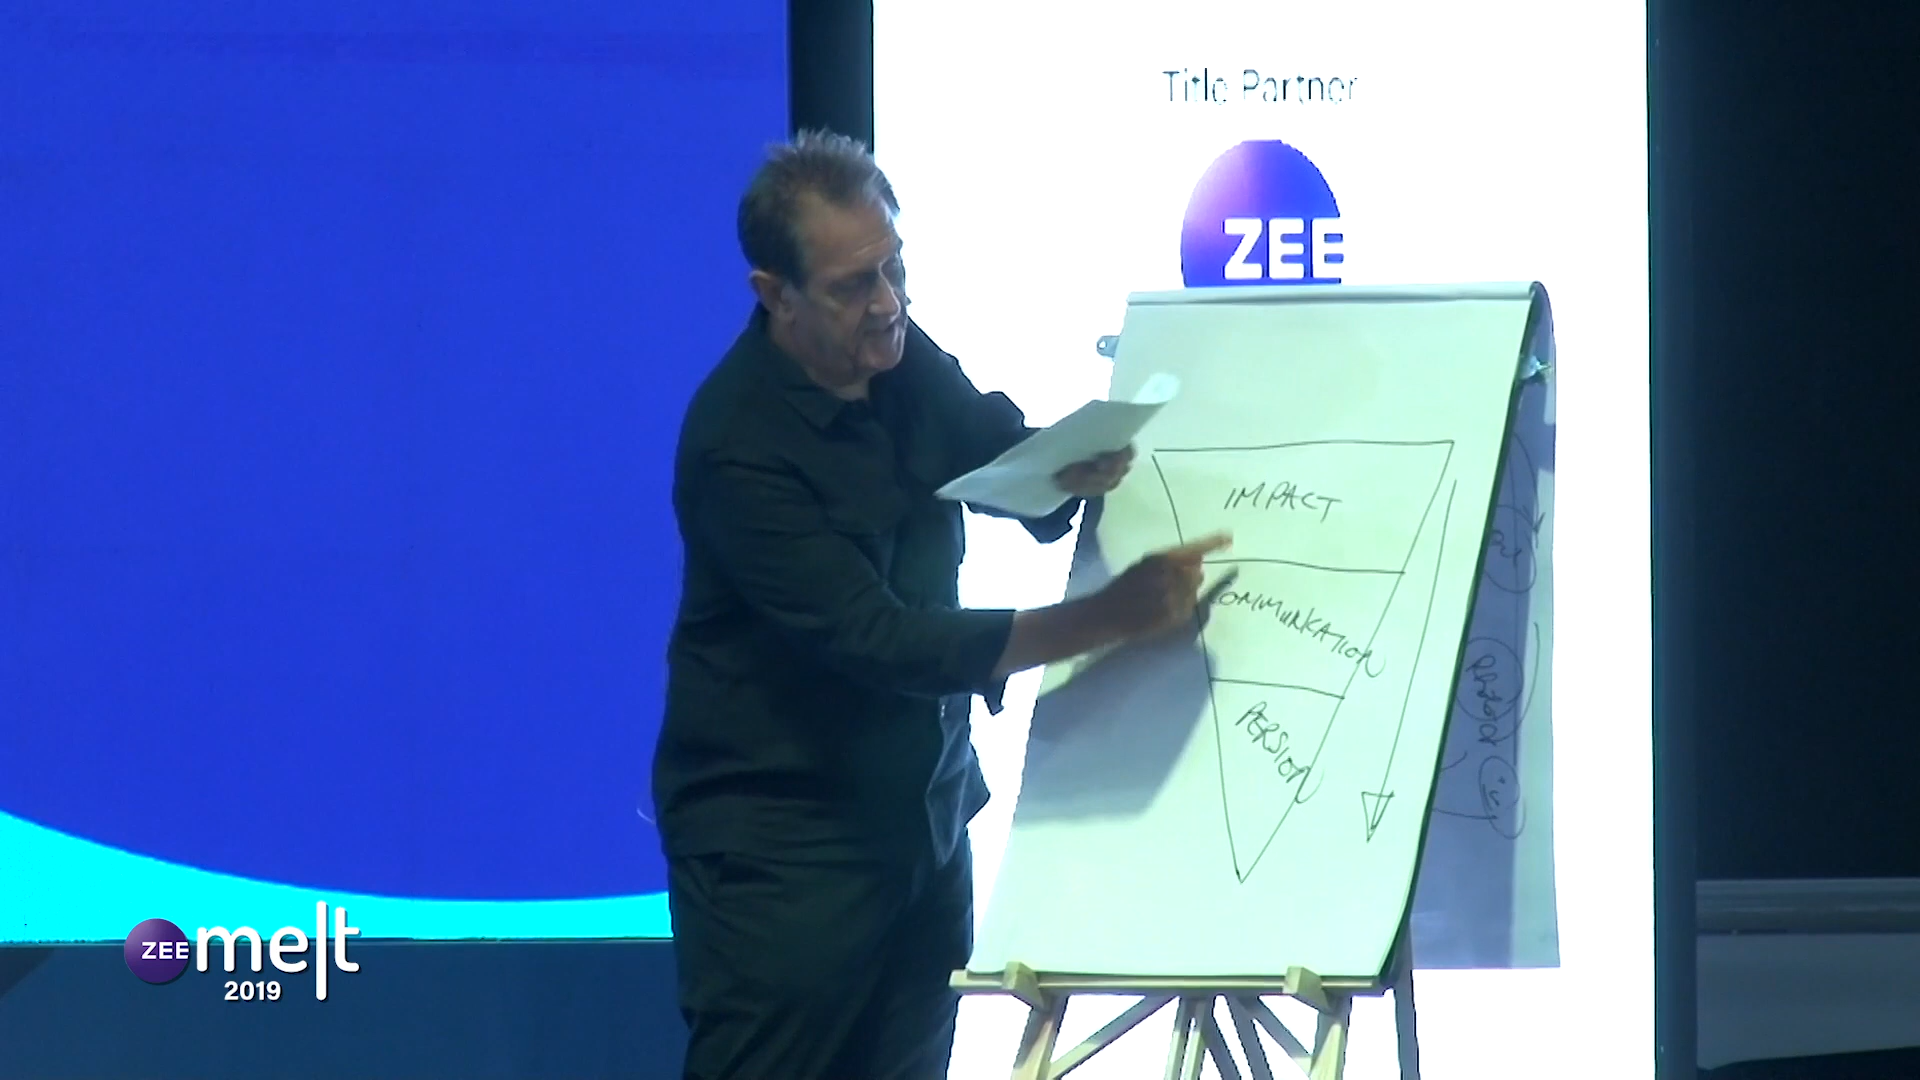 Title Partner
ZEE
IMPACT
COMMUNICATION
PERSION
ZEE melt
2019